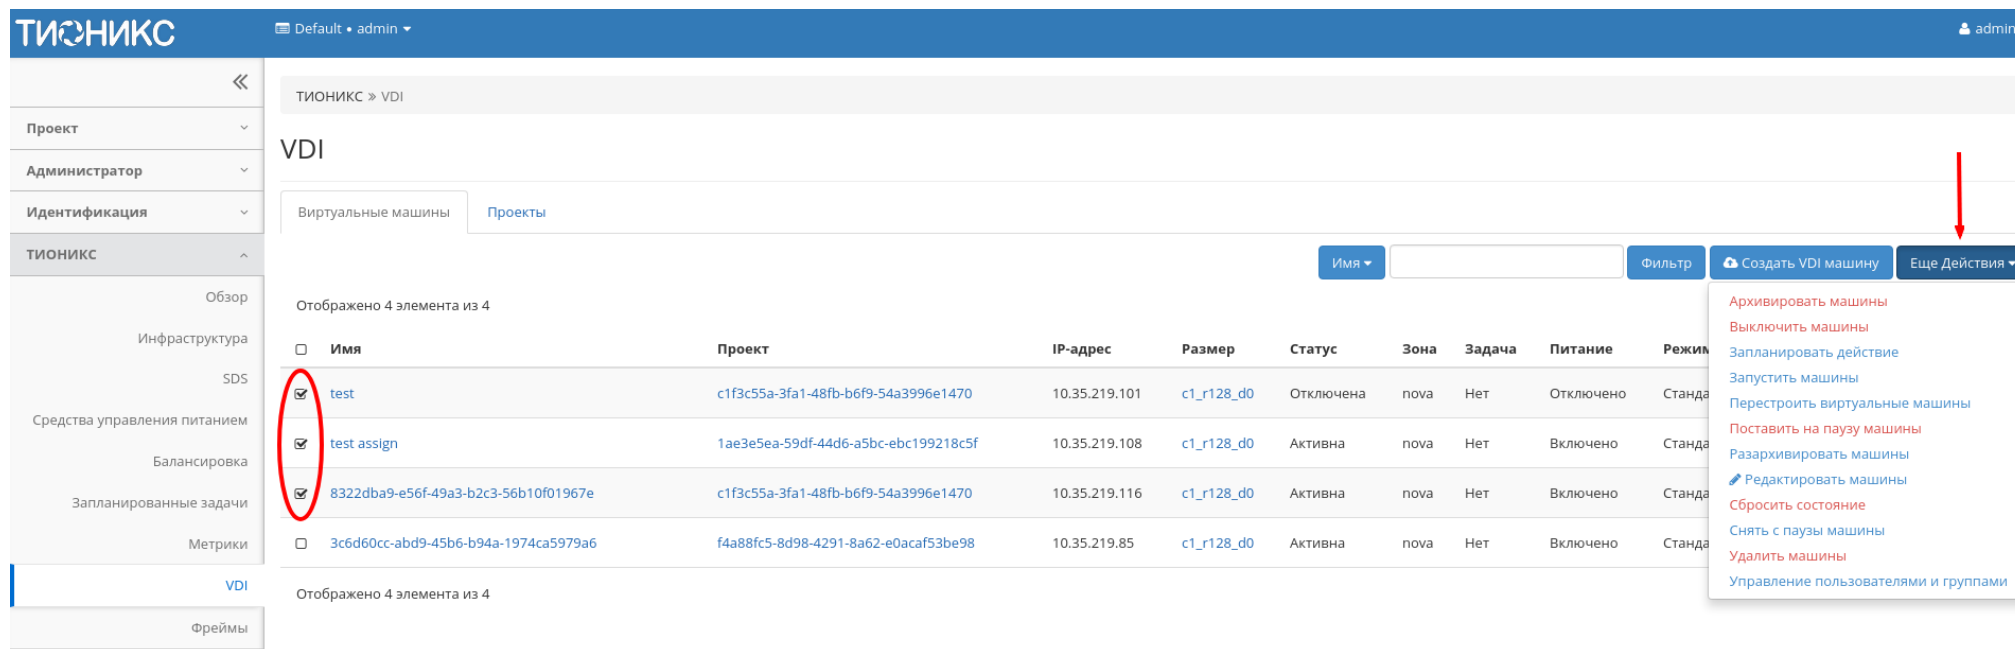 ТИОНИКС
Default • admin
admin
Проект
Администратор
Идентификация
ТИОНИКС
Обзор
Инфраструктура
SDS
Средства управления питанием
Балансировка
Запланированные задачи
Метрики
VDI
Фреймы
ТИОНИКС » VDI
VDI
Виртуальные машины Проекты
Имя Фильтр Создать VDI машину Еще Действия
Отображено 4 элемента из 4
Имя Проект IP-адрес Размер Статус Зона Задача Питание Режим
test c1f3c55a-3fa1-48fb-b6f9-54a3996e1470 10.35.219.101 c1_r128_d0 Отключена nova Нет Отключено Станда
test assign 1ae3e5ea-59df-44d6-a5bc-ebc199218c5f 10.35.219.108 c1_r128_d0 Активна nova Нет Включено Станда
8322dba9-e56f-49a3-b2c3-56b10f01967e c1f3c55a-3fa1-48fb-b6f9-54a3996e1470 10.35.219.116 c1_r128_d0 Активна nova Нет Включено Станда
3c6d60cc-abd9-45b6-b94a-1974ca5979a6 f4a88fc5-8d98-4291-8a62-e0acaf53be98 10.35.219.85 c1_r128_d0 Активна nova Нет Включено Станда
Отображено 4 элемента из 4
Архивировать машины
Выключить машины
Запланировать действие
Запустить машины
Перестроить виртуальные машины
Поставить на паузу машины
Разархивировать машины
Редактировать машины
Сбросить состояние
Снять с паузы машины
Удалить машины
Управление пользователями и группами